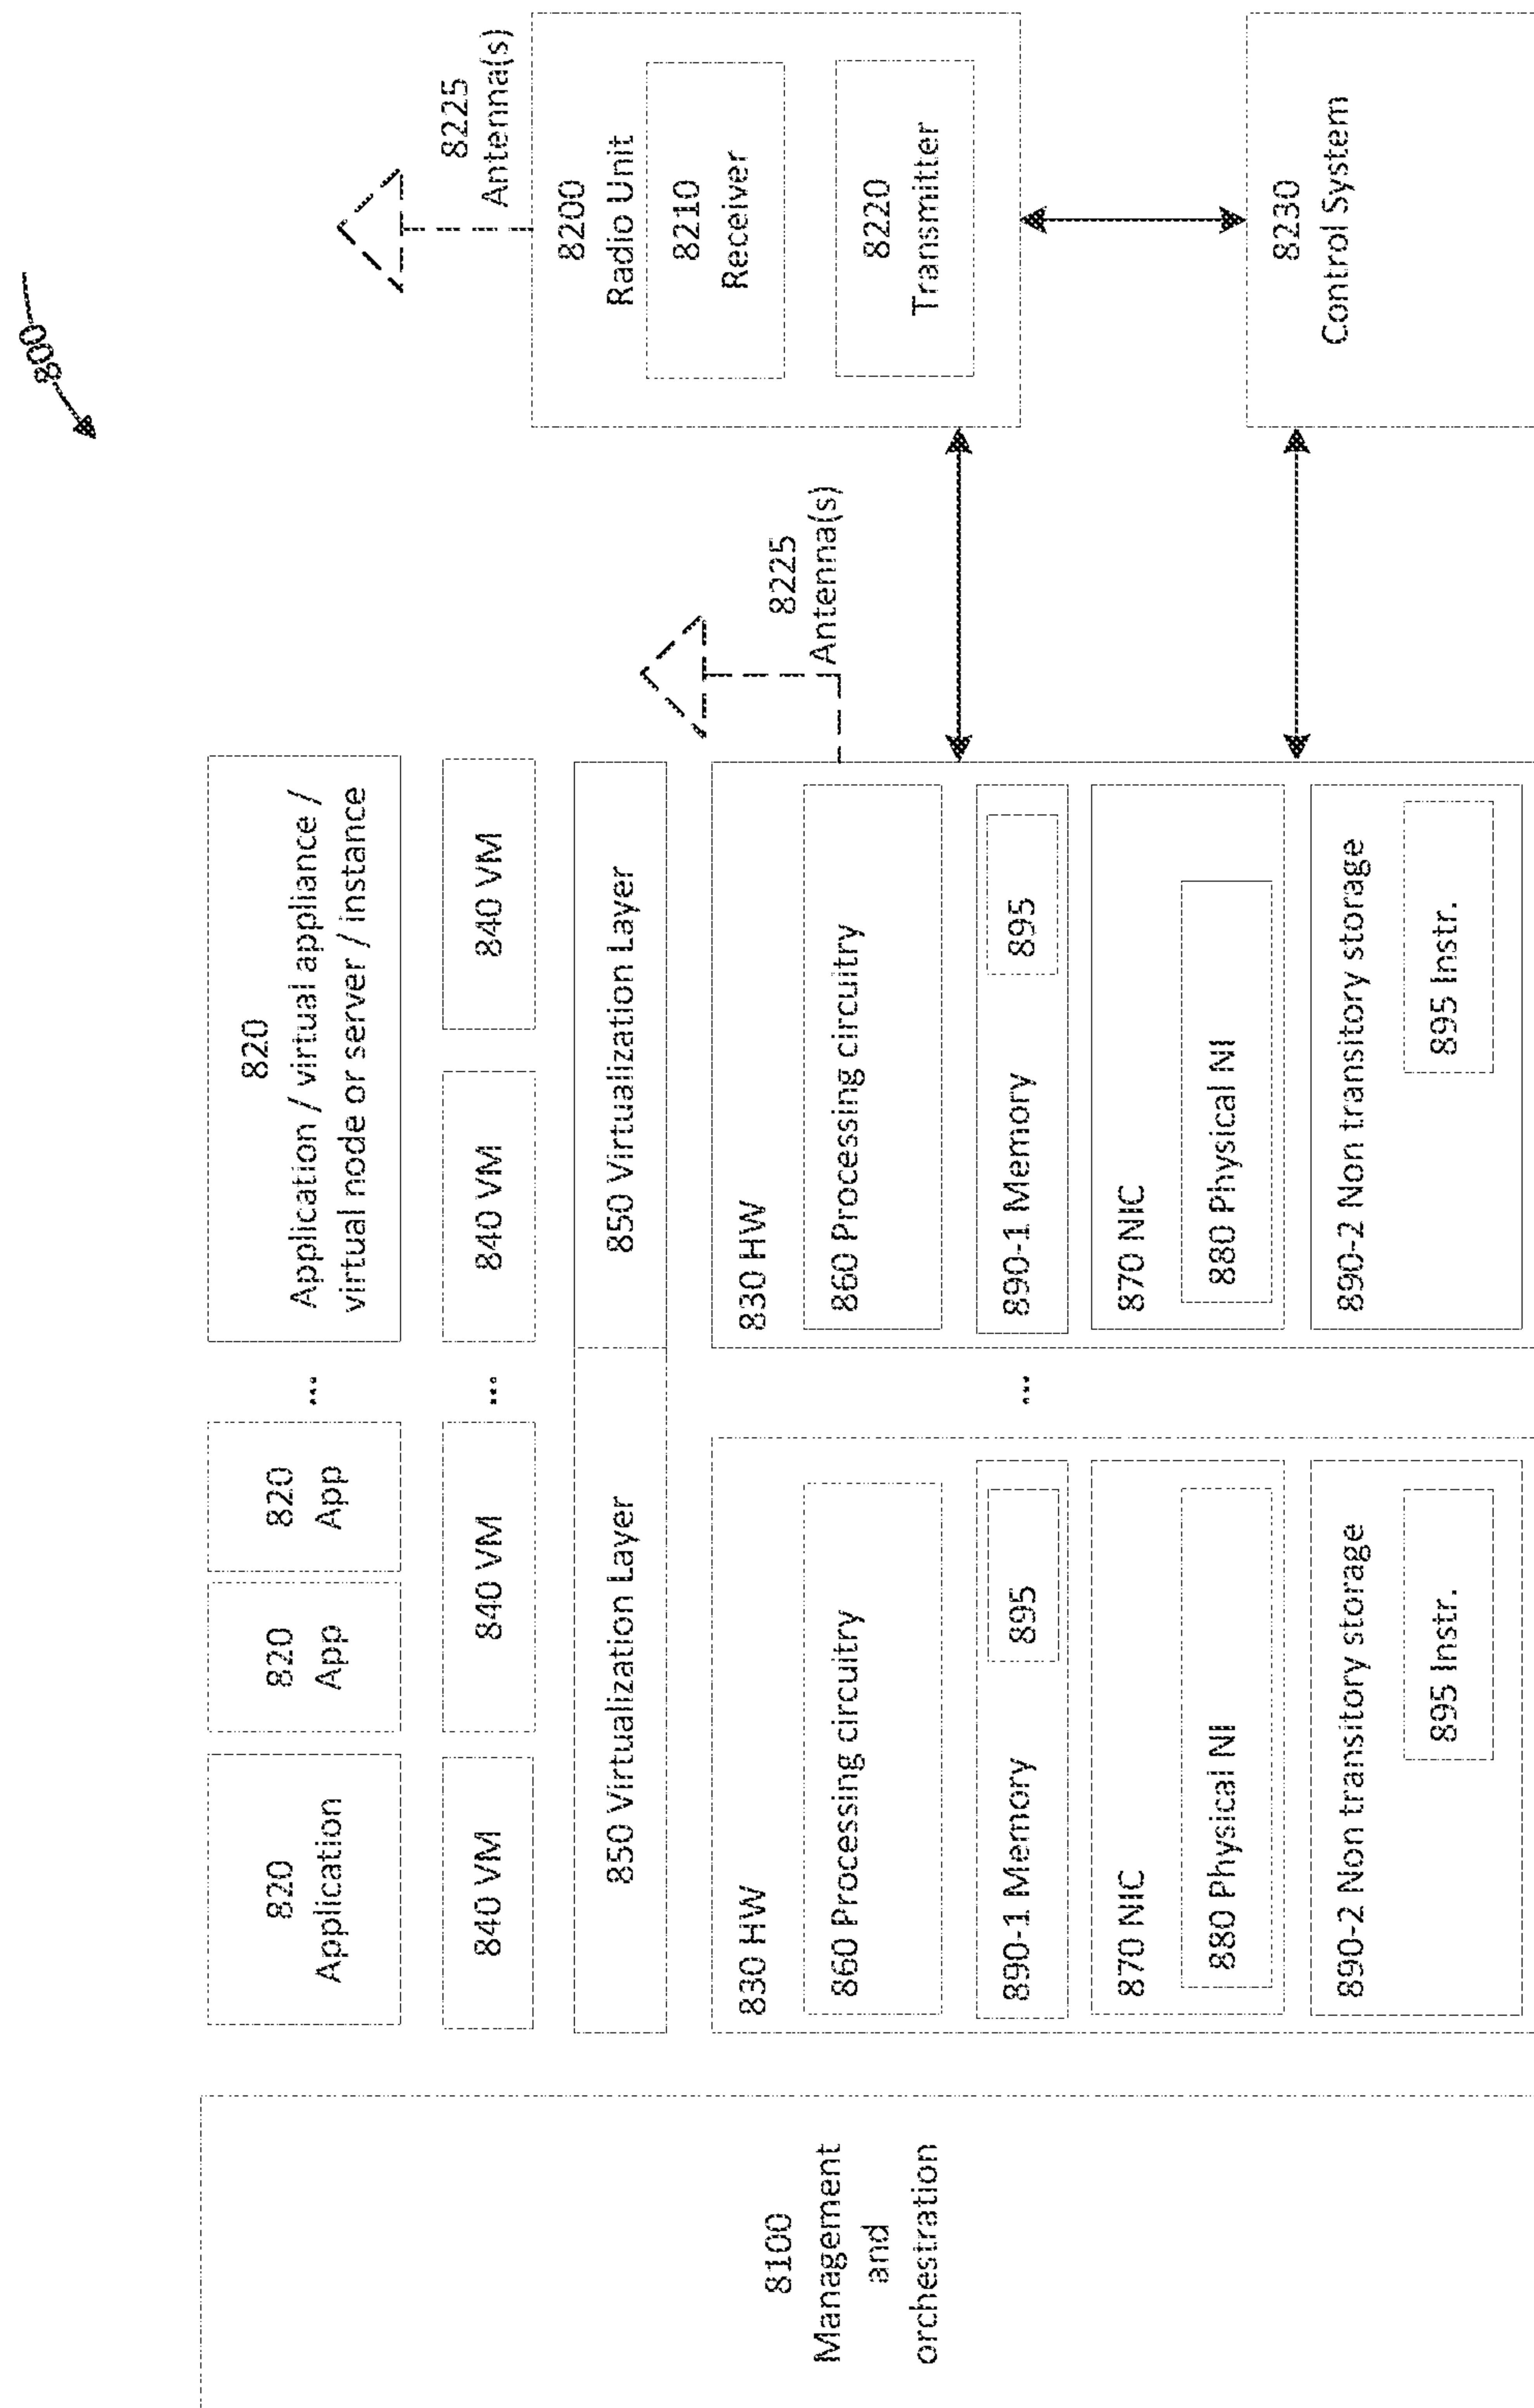 800
8100
Management
and
orchestration
820
Application
820
App
820
App
...
820
Application / virtual appliance /
virtual node or server / instance
840 VM
840 VM
...
840 VM
840 VM
850 Virtualization Layer
850 Virtualization Layer
830 HW
860 Processing circuitry
890-1 Memory
895
870 NIC
880 Physical NI
890-2 Non transitory storage
895 Instr.
...
830 HW
860 Processing circuitry
890-1 Memory
895
870 NIC
880 Physical NI
890-2 Non transitory storage
895 Instr.
8225
Antenna(s)
8225
Antenna(s)
8200
Radio Unit
8210
Receiver
8220
Transmitter
8230
Control System